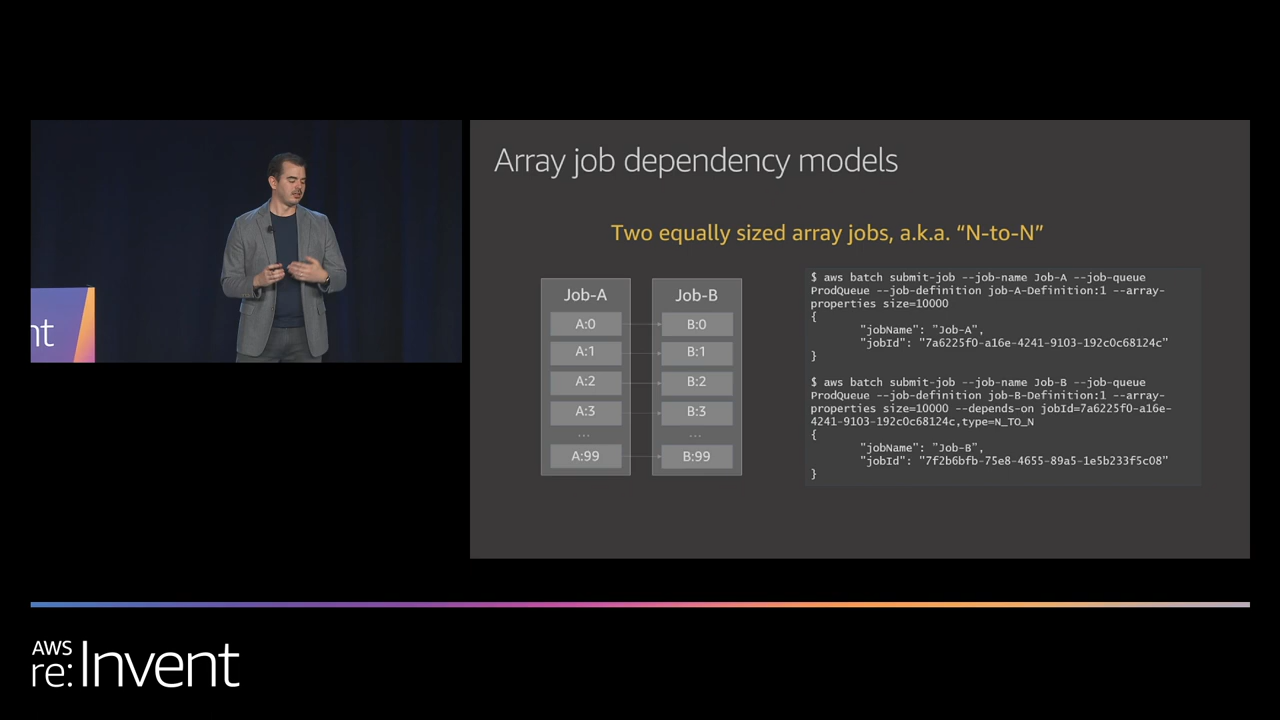 Array job dependency models
Two equally sized array jobs, a.k.a. “N-to-N”
Job-A
A:0
A:1
A:2
A:3
...
A:99
Job-B
B:0
B:1
B:2
B:3
...
B:99
$ aws batch submit-job --job-name Job-A --job-queue
ProdQueue --job-definition job-A-Definition:1 --array-
properties size=10000
{
"jobName": "Job-A",
"jobId": "7a6225f0-a16e-4241-9103-192c0c68124c"
}
$ aws batch submit-job --job-name Job-B --job-queue
ProdQueue --job-definition job-B-Definition:1 --array-
properties size=10000 --depends-on jobId=7a6225f0-a16e-
4241-9103-192c0c68124c,type=N_TO_N
{
"jobName": "Job-B",
"jobId": "7f2b6bfb-75e8-4655-89a5-1e5b233f5c08"
}
nt
AWS
re:Invent